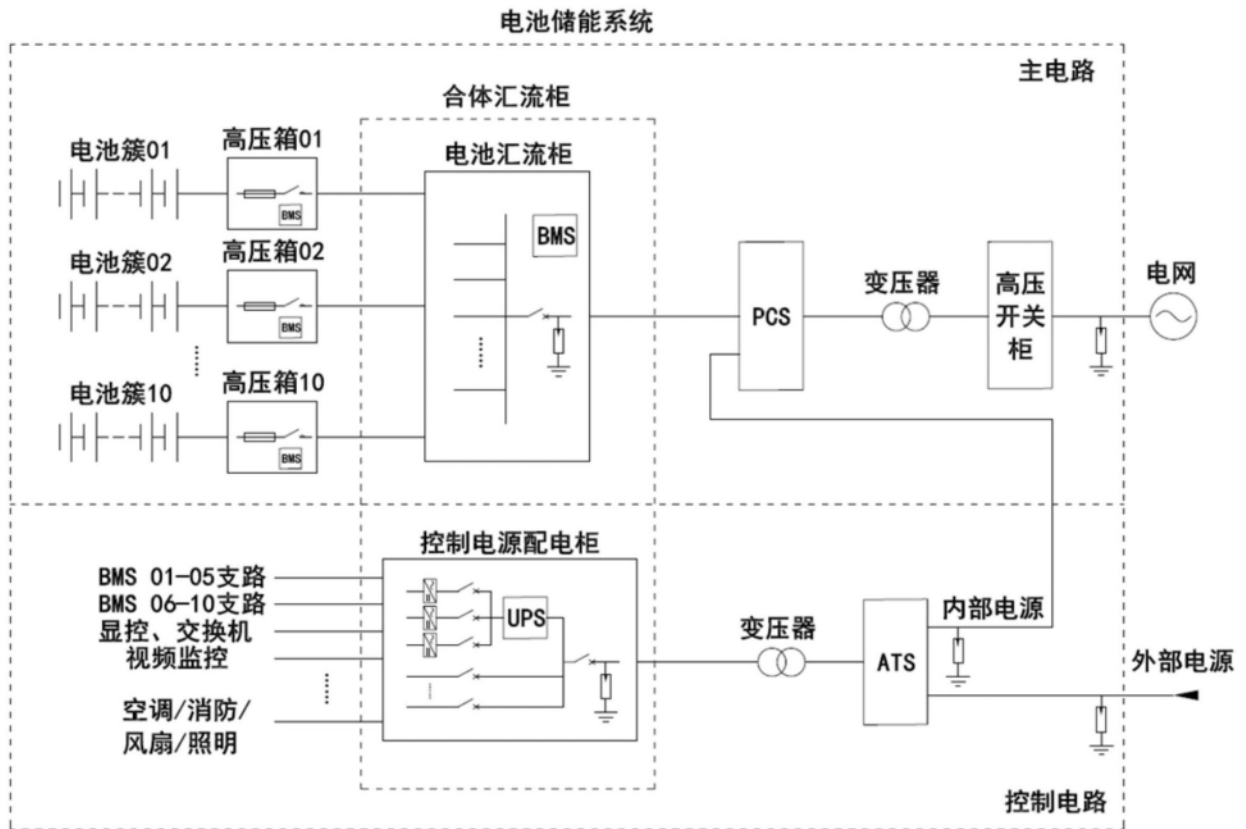 电池储能系统
主电路
合体汇流柜
电池簇01
高压箱01
电池汇流柜
BMS
BMS
电池簇02
高压箱02
BMS
PCS
变压器
高压
开关
柜
电网
电池簇10
高压箱10
BMS
控制电源配电柜
BMS 01-05支路
BMS 06-10支路
显控、交换机
视频监控
空调/消防/
风扇/照明
UPS
变压器
ATS
内部电源
外部电源
控制电路